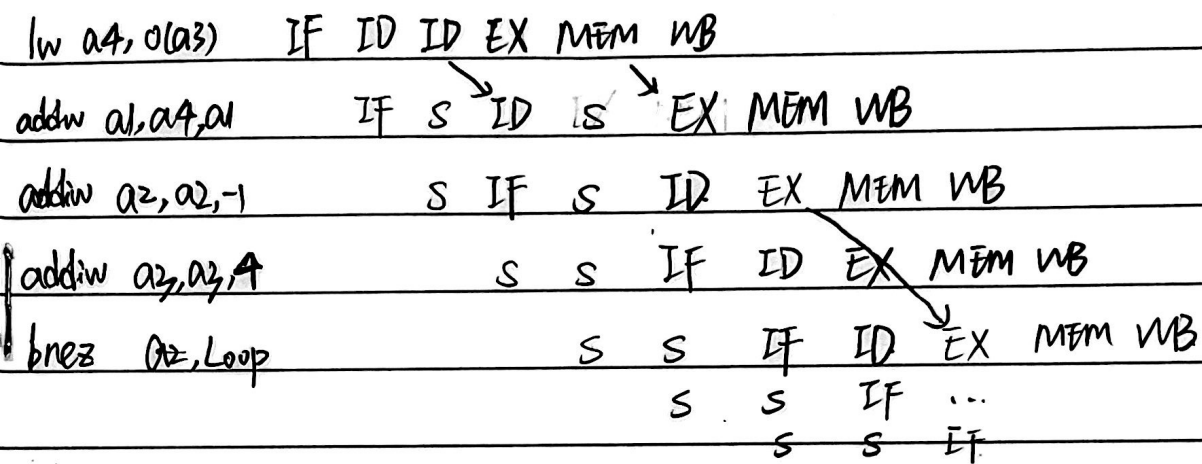 lw a4, 0(a3) IF ID ID EX MEM WB
addw a1,a4,a1 IF S ID S EX MEM WB
addiw a2,a2,-1 S IF S ID EX MEM WB
addiw a3,a3,4 S S IF ID EX MEM WB
bnez a2,Loop S S IF ID EX MEM WB
S S IF ...
S S IF